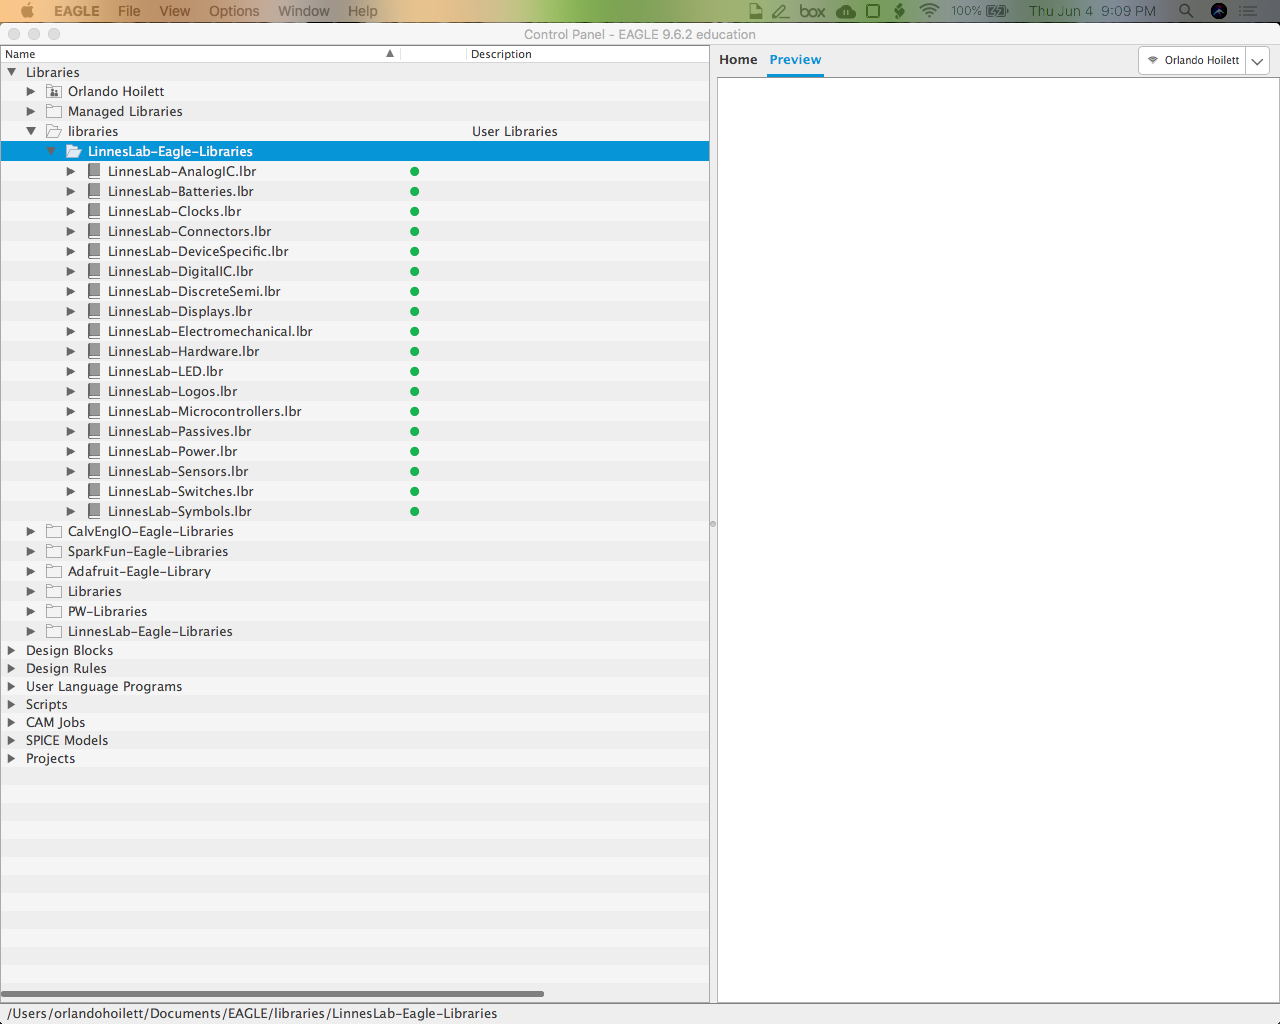 EAGLE File View Options Window Help box 100% Thu Jun 4 9:09 PM
Control Panel - EAGLE 9.6.2 education
Name Description
Home Preview Orlando Hoilett
Libraries
Orlando Hoilett
Managed Libraries
libraries User Libraries
LinnesLab-Eagle-Libraries
LinnesLab-AnalogIC.lbr
LinnesLab-Batteries.lbr
LinnesLab-Clocks.lbr
LinnesLab-Connectors.lbr
LinnesLab-DeviceSpecific.lbr
LinnesLab-DigitalIC.lbr
LinnesLab-DiscreteSemi.lbr
LinnesLab-Displays.lbr
LinnesLab-Electromechanical.lbr
LinnesLab-Hardware.lbr
LinnesLab-LED.lbr
LinnesLab-Logos.lbr
LinnesLab-Microcontrollers.lbr
LinnesLab-Passives.lbr
LinnesLab-Power.lbr
LinnesLab-Sensors.lbr
LinnesLab-Switches.lbr
LinnesLab-Symbols.lbr
CalvEngIO-Eagle-Libraries
SparkFun-Eagle-Libraries
Adafruit-Eagle-Library
Libraries
PW-Libraries
LinnesLab-Eagle-Libraries
Design Blocks
Design Rules
User Language Programs
Scripts
CAM Jobs
SPICE Models
Projects
/Users/orlandohoilett/Documents/EAGLE/libraries/LinnesLab-Eagle-Libraries